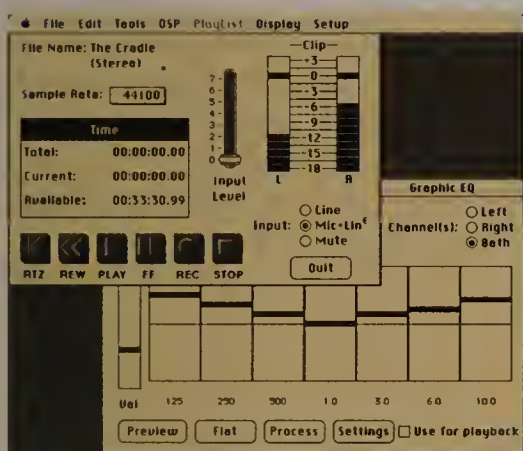 File Edit Tools DSP PlayList Display Setup
File Name: The Cradle
(Stereo)
Sample Rate: 44100
Time
Total: 00:00:00.00
Current: 00:00:00.00
Available: 00:33:30.99
7
6
5
4
3
2
1
0
Input
Level
Clip
+3
0
-3
-6
-9
-12
-15
-18
L R
Input:
Line
Mic+Line
Mute
Quit
RTZ REW PLAY FF REC STOP
Graphic EQ
Channel(s):
Left
Right
Both
Vol 125 250 500 1.0 3.0 6.0 10.0
Preview Flat Process Settings Use for playback